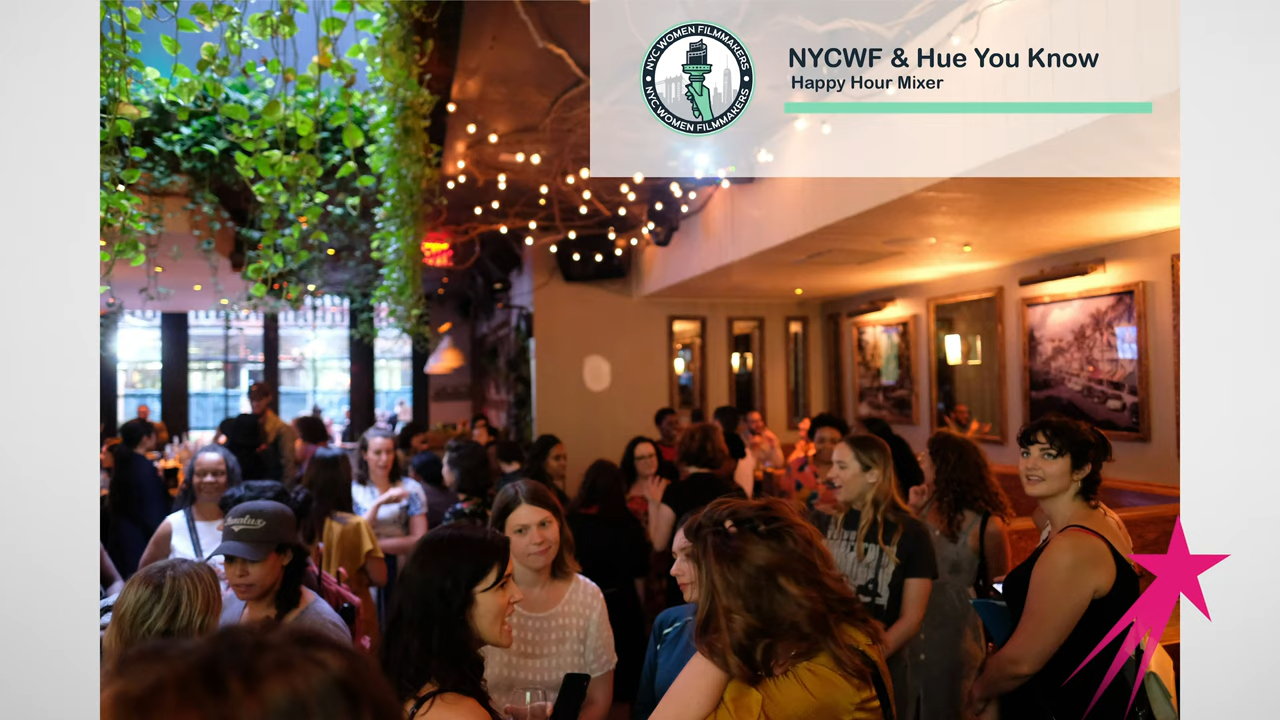 NYC WOMEN FILMMAKERS
NYC WOMEN FILMMAKERS
NYCWF & Hue You Know
Happy Hour Mixer